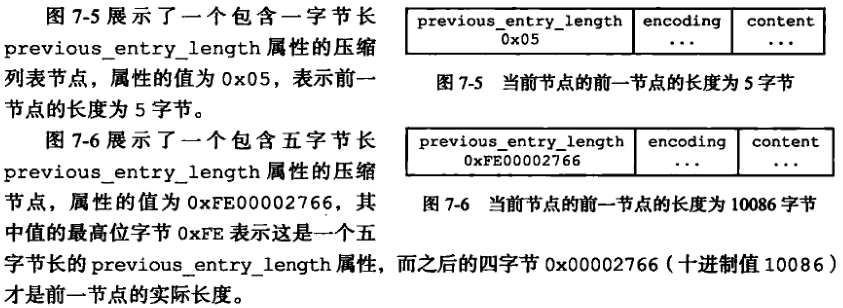 图 7-5 展示了一个包含一字节长
previous_entry_length 属性的压缩
列表节点，属性的值为 0x05，表示前一
节点的长度为 5 字节。
previous_entry_length encoding content
0x05 ... ...
图 7-5 当前节点的前一节点的长度为 5 字节
图 7-6 展示了一个包含五字节长
previous_entry_length 属性的压缩
节点，属性的值为 0xFE00002766，其
中值的最高位字节 0xFE 表示这是一个五
字节长的 previous_entry_length 属性，而之后的四字节 0x00002766（十进制值 10086）
才是前一节点的实际长度。
previous_entry_length encoding content
0xFE00002766 ... ...
图 7-6 当前节点的前一节点的长度为 10086 字节